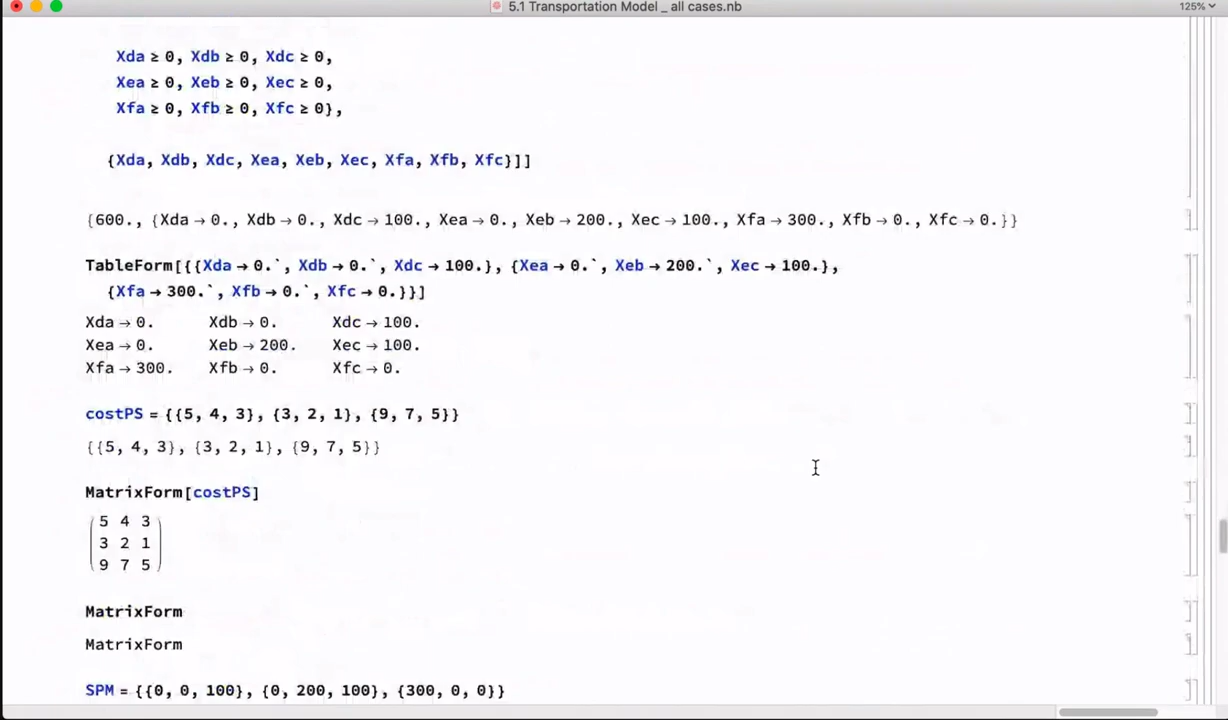 5.1 Transportation Model _ all cases.nb
125%
Xda ≥ 0, Xdb ≥ 0, Xdc ≥ 0,
Xea ≥ 0, Xeb ≥ 0, Xec ≥ 0,
Xfa ≥ 0, Xfb ≥ 0, Xfc ≥ 0},
{Xda, Xdb, Xdc, Xea, Xeb, Xec, Xfa, Xfb, Xfc}]]
{600., {Xda → 0., Xdb → 0., Xdc → 100., Xea → 0., Xeb → 200., Xec → 100., Xfa → 300., Xfb → 0., Xfc → 0.}}
TableForm[{{Xda → 0.`, Xdb → 0.`, Xdc → 100.}, {Xea → 0.`, Xeb → 200.`, Xec → 100.},
{Xfa → 300.`, Xfb → 0.`, Xfc → 0.}}]
Xda → 0. Xdb → 0. Xdc → 100.
Xea → 0. Xeb → 200. Xec → 100.
Xfa → 300. Xfb → 0. Xfc → 0.
costPS = {{5, 4, 3}, {3, 2, 1}, {9, 7, 5}}
{{5, 4, 3}, {3, 2, 1}, {9, 7, 5}}
MatrixForm[costPS]
5 4 3
3 2 1
9 7 5
MatrixForm
MatrixForm
SPM = {{0, 0, 100}, {0, 200, 100}, {300, 0, 0}}